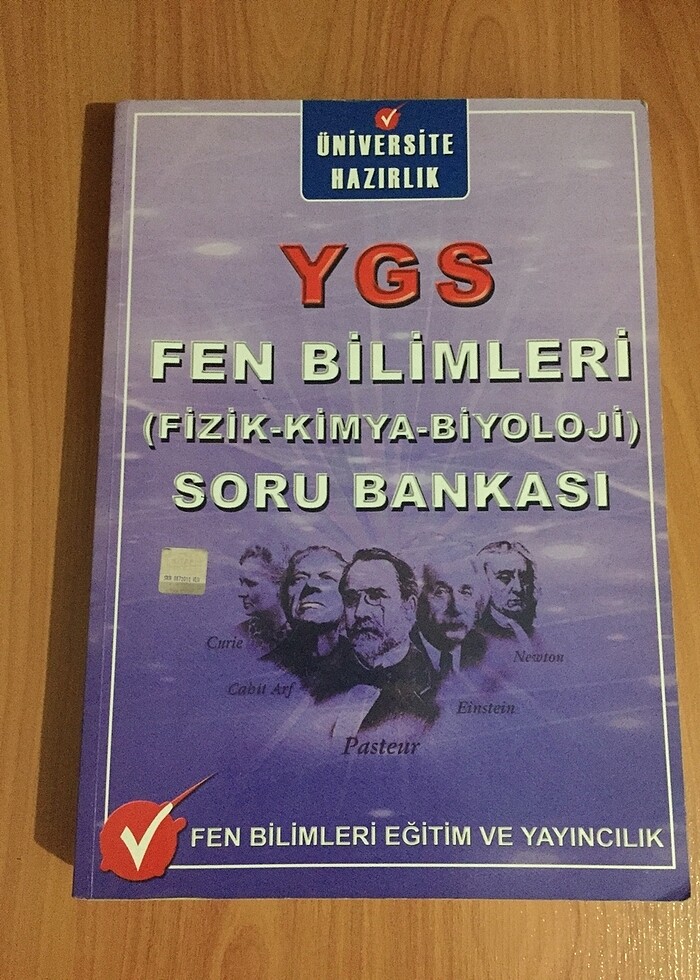 ÜNİVERSİTE
HAZIRLIK
YGS
FEN BİLİMLERİ
(FİZİK-KİMYA-BİYOLOJİ)
SORU BANKASI
Curie
Cahit Arf
Pasteur
Einstein
Newton
FEN BİLİMLERİ EĞİTİM VE YAYINCILIK